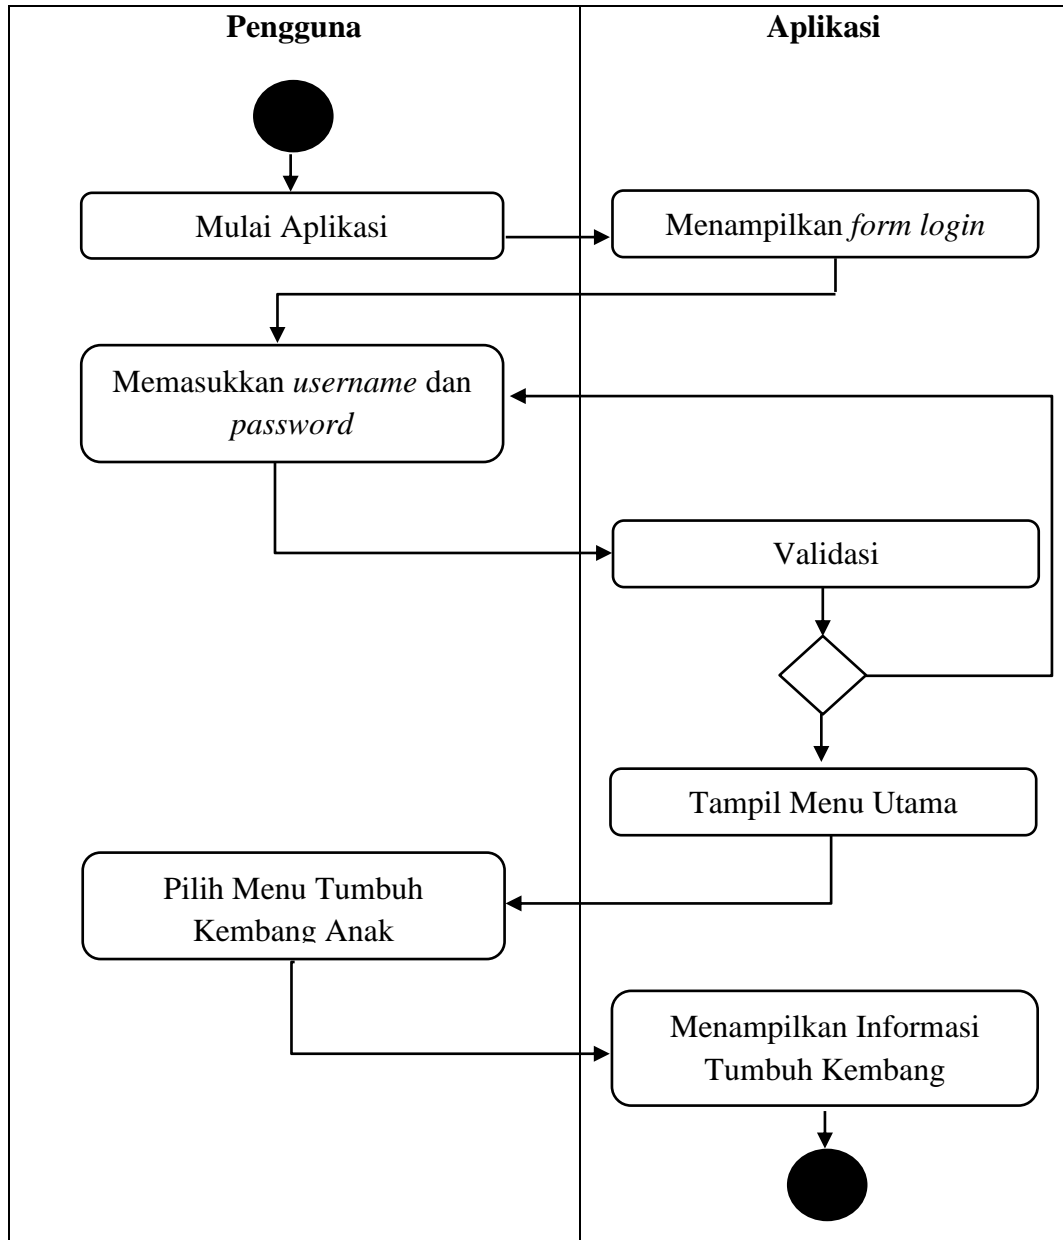 Pengguna
Aplikasi
Mulai Aplikasi
Menampilkan form login
Memasukkan username dan
password
Validasi
Tampil Menu Utama
Pilih Menu Tumbuh
Kembang Anak
Menampilkan Informasi
Tumbuh Kembang